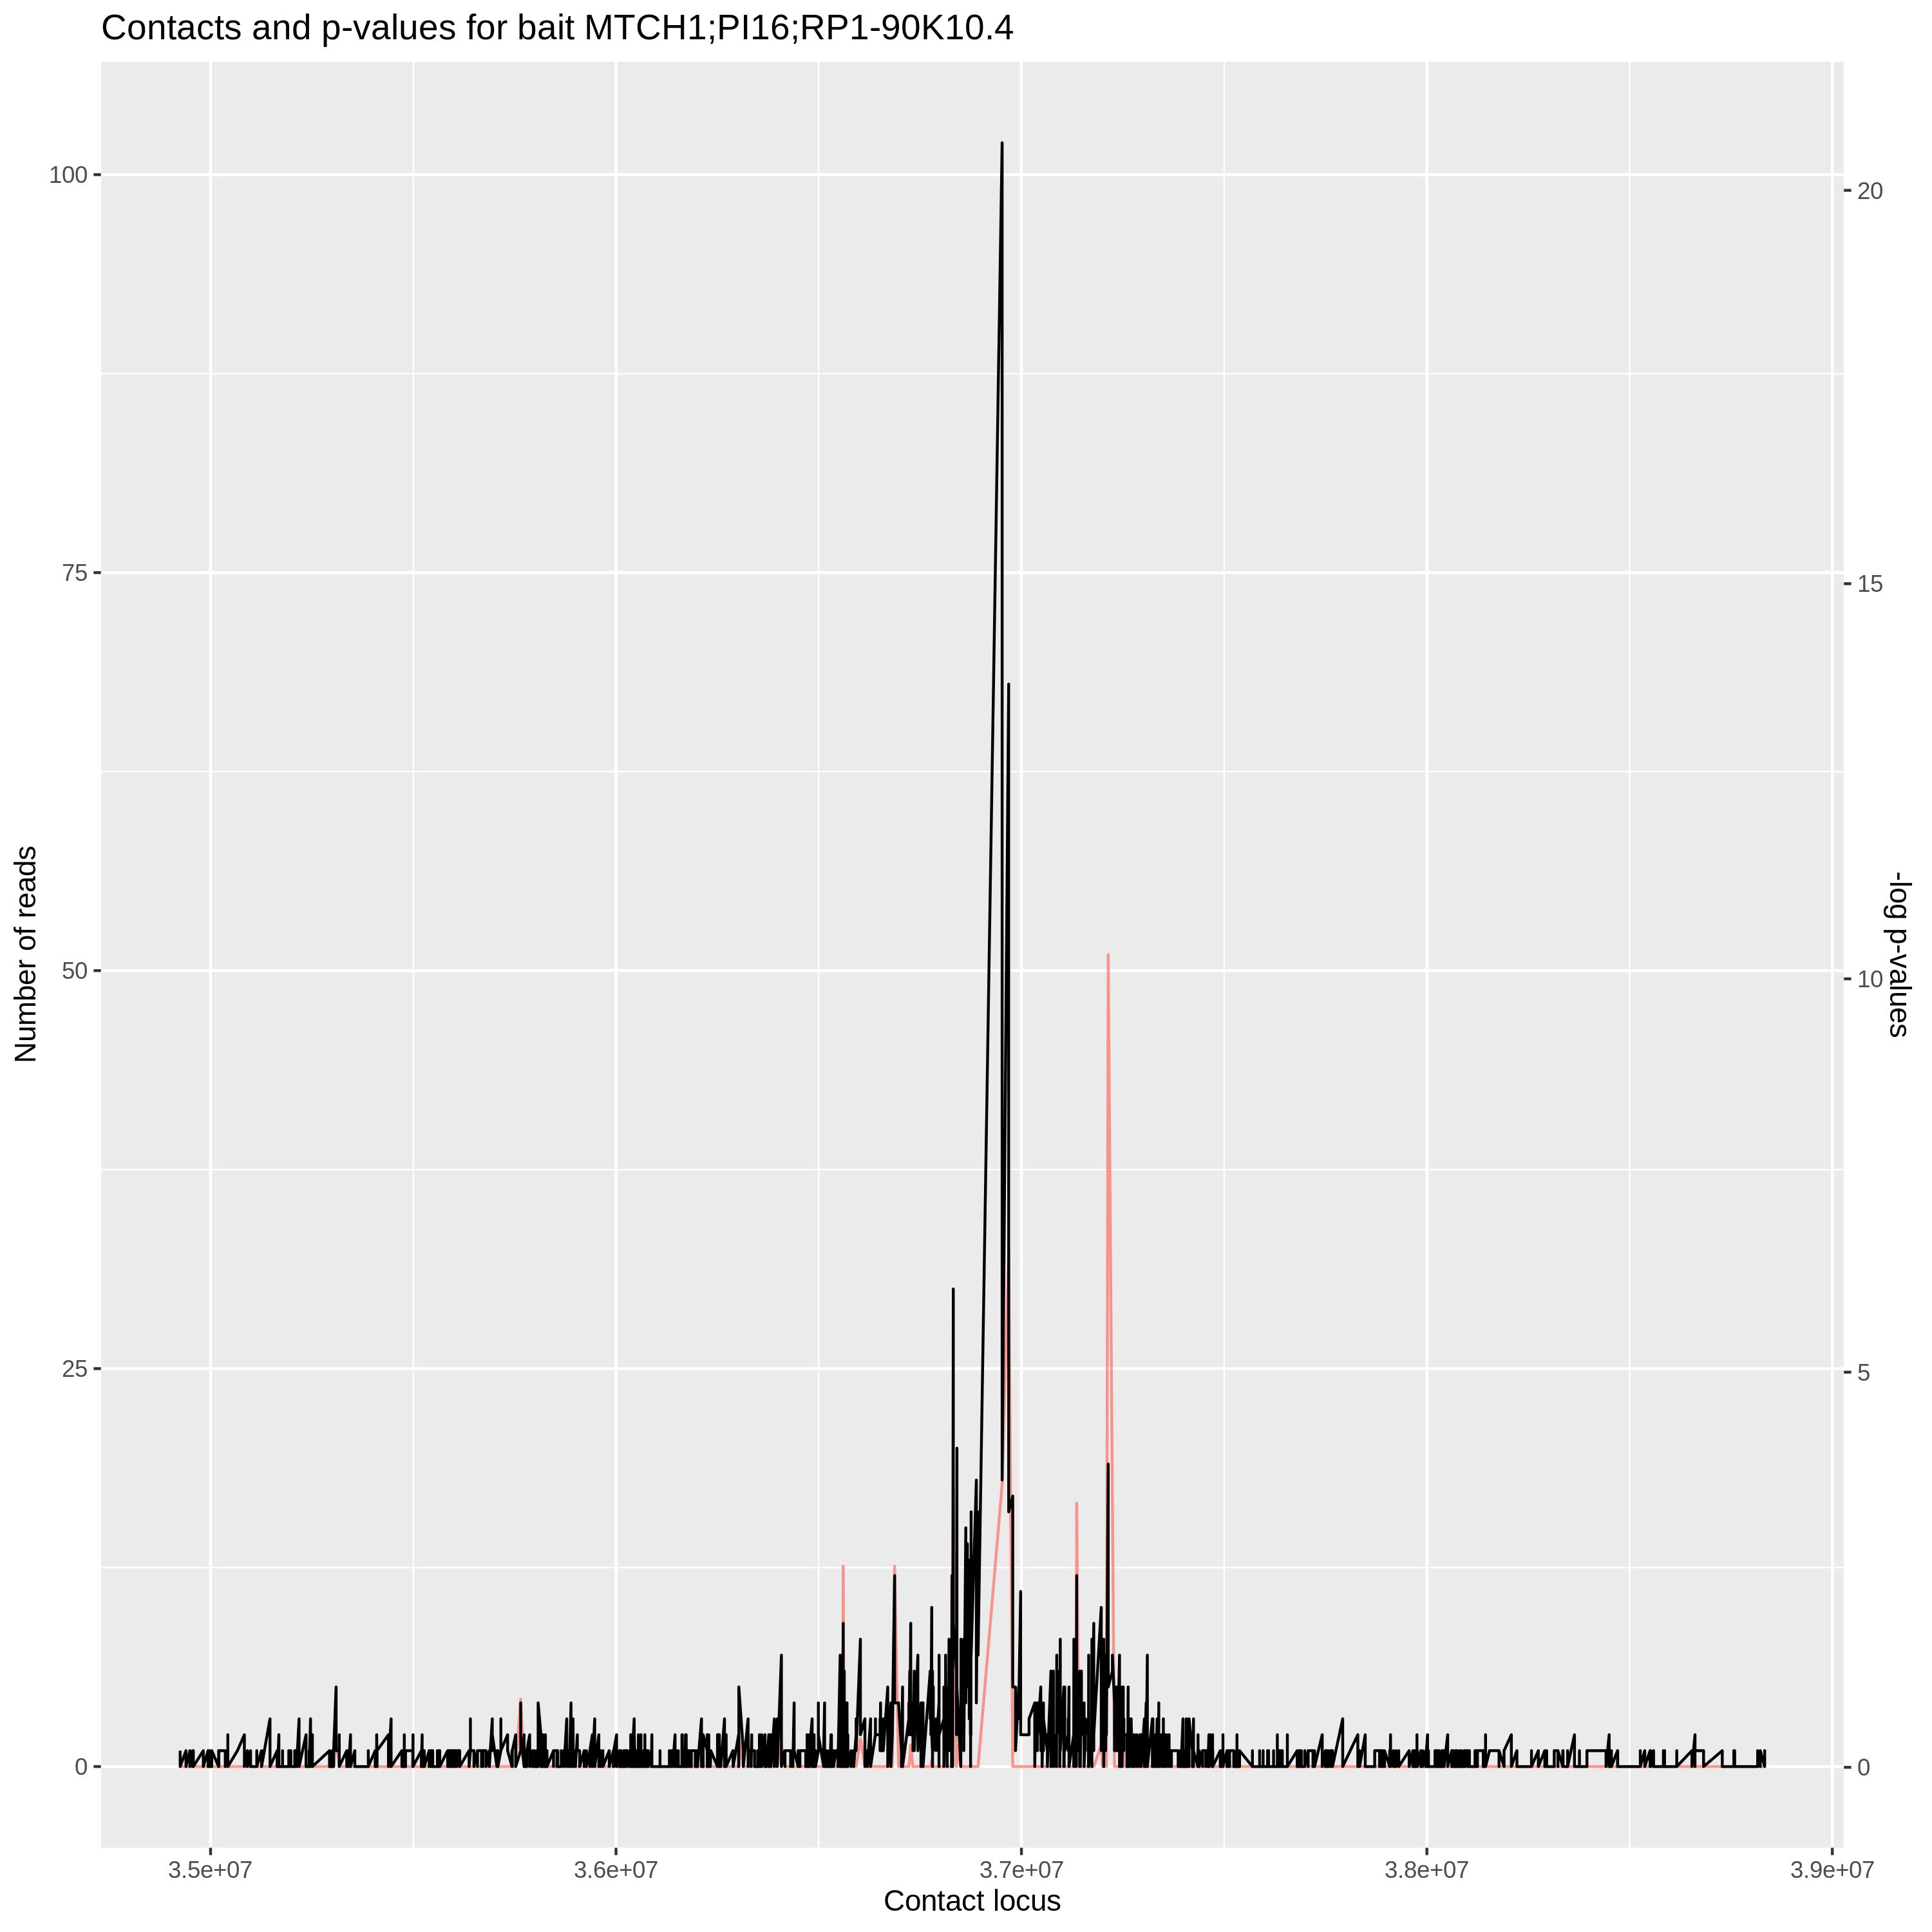 Contacts and p-values for bait MTCH1;PI16;RP1-90K10.4
100
75
50
25
0
Number of reads
20
15
10
5
0
-log p-values
3.5e+07
3.6e+07
3.7e+07
3.8e+07
3.9e+07
Contact locus